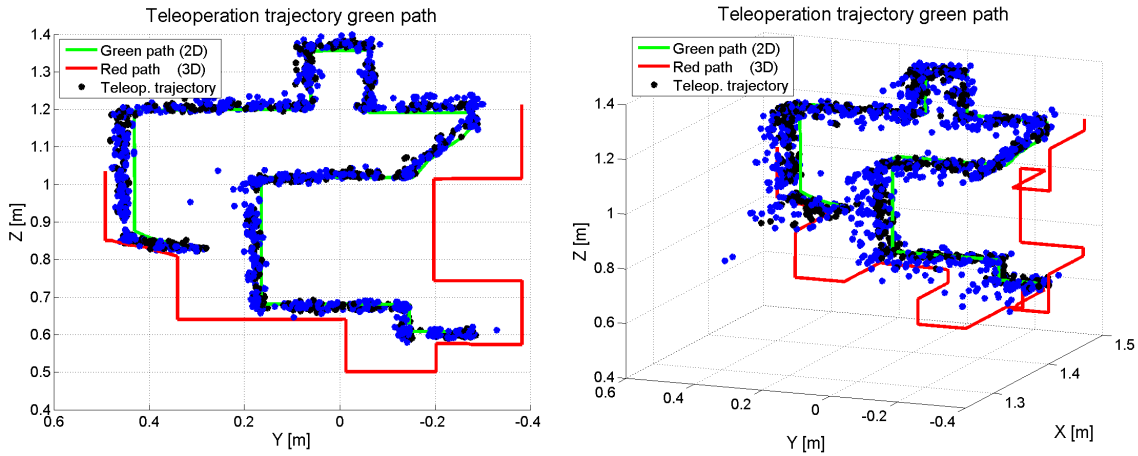 Teleoperation trajectory green path
Green path (2D)
Red path (3D)
Teleop. trajectory
1.4
1.3
1.2
1.1
1
0.9
0.8
0.7
0.6
0.5
0.4
Z [m]
0.6 0.4 0.2 0 -0.2 -0.4
Y [m]
Teleoperation trajectory green path
Green path (2D)
Red path (3D)
Teleop. trajectory
1.4
1.2
1
0.8
0.6
0.4
Z [m]
0.6 0.4 0.2 0 -0.2 -0.4
Y [m]
1.3 1.4 1.5
X [m]